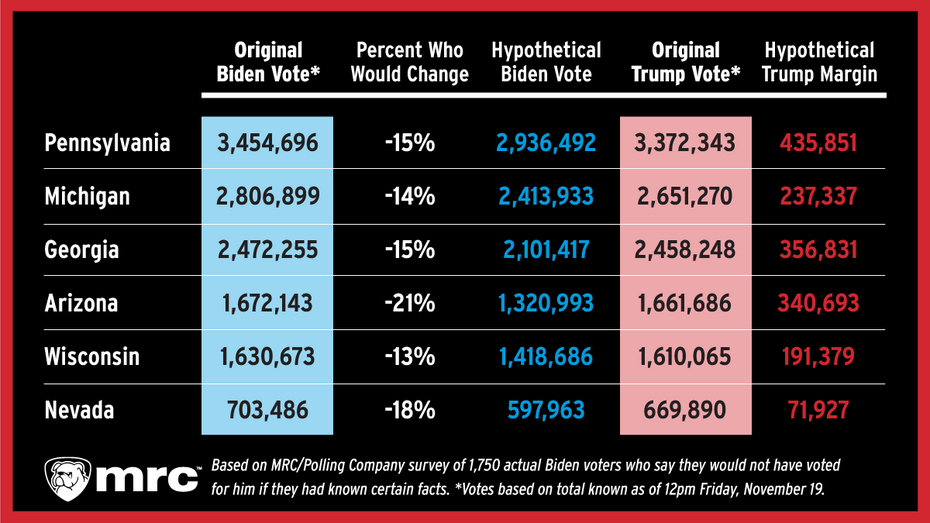 Original Biden Vote* Percent Who Would Change Hypothetical Biden Vote Original Trump Vote* Hypothetical Trump Margin
Pennsylvania 3,454,696 -15% 2,936,492 3,372,343 435,851
Michigan 2,806,899 -14% 2,413,933 2,651,270 237,337
Georgia 2,472,255 -15% 2,101,417 2,458,248 356,831
Arizona 1,672,143 -21% 1,320,993 1,661,686 340,693
Wisconsin 1,630,673 -13% 1,418,686 1,610,065 191,379
Nevada 703,486 -18% 597,963 669,890 71,927
mrc™
Based on MRC/Polling Company survey of 1,750 actual Biden voters who say they would not have voted
for him if they had known certain facts. *Votes based on total known as of 12pm Friday, November 19.